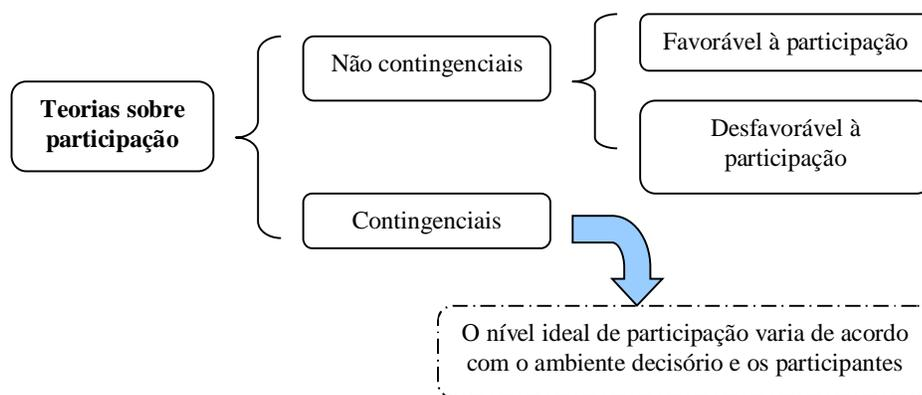 Teorias sobre
participação
Não contingenciais
Favorável à participação
Desfavorável à
participação
Contingenciais
O nível ideal de participação varia de acordo
com o ambiente decisório e os participantes